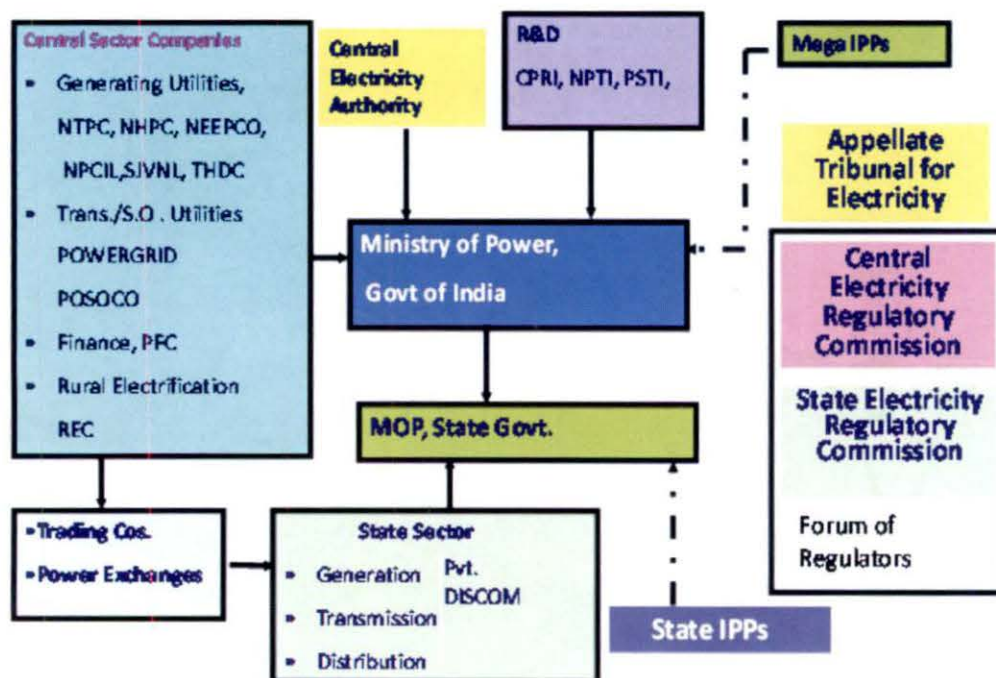 Central Sector Companies
Generating Utilities,
NTPC, NHPC, NEEPCO,
NPCIL,SJVNL, THDC
Trans./S.O. Utilities
POWERGRID
POSOCO
Finance, PFC
Rural Electrification
REC
Central
Electricity
Authority
R&D
CPRI, NPTI, PSTI,
Mega IPPs
Appellate
Tribunal for
Electricity
Ministry of Power,
Govt of India
Central
Electricity
Regulatory
Commission
State Electricity
Regulatory
Commission
Forum of
Regulators
MOP, State Govt.
Trading Cos.
Power Exchanges
State Sector
Generation
Transmission
Distribution
Pvt.
DISCOM
State IPPs